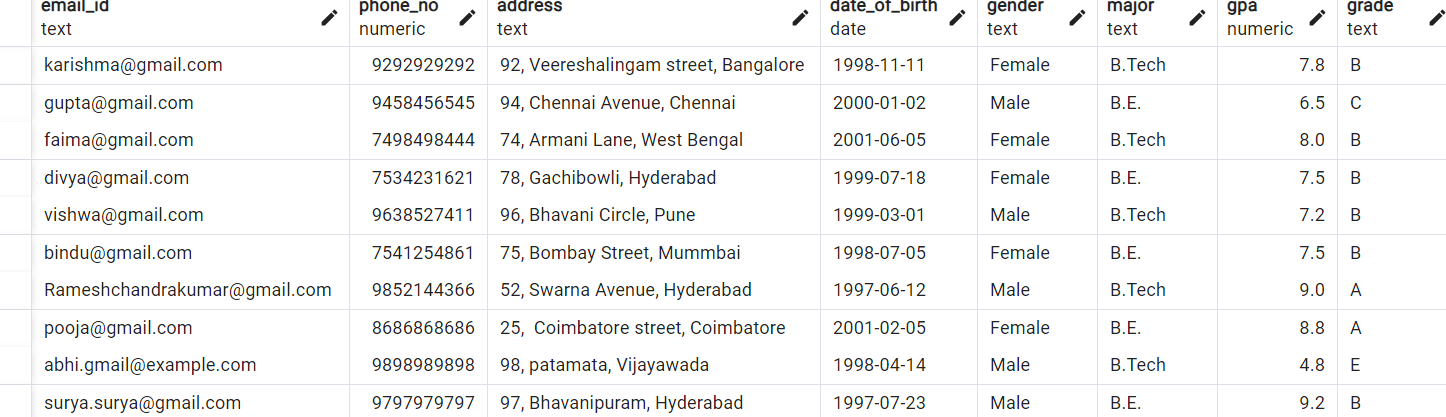 email_id phone_no address date_of_birth gender major gpa grade
text numeric text date text text numeric text
karishma@gmail.com 9292929292 92, Veereshalingam street, Bangalore 1998-11-11 Female B.Tech 7.8 B
gupta@gmail.com 9458456545 94, Chennai Avenue, Chennai 2000-01-02 Male B.E. 6.5 C
faima@gmail.com 7498498444 74, Armani Lane, West Bengal 2001-06-05 Female B.Tech 8.0 B
divya@gmail.com 7534231621 78, Gachibowli, Hyderabad 1999-07-18 Female B.E. 7.5 B
vishwa@gmail.com 9638527411 96, Bhavani Circle, Pune 1999-03-01 Male B.Tech 7.2 B
bindu@gmail.com 7541254861 75, Bombay Street, Mummbai 1998-07-05 Female B.E. 7.5 B
Rameshchandrakumar@gmail.com 9852144366 52, Swarna Avenue, Hyderabad 1997-06-12 Male B.Tech 9.0 A
pooja@gmail.com 8686868686 25,  Coimbatore street, Coimbatore 2001-02-05 Female B.E. 8.8 A
abhi.gmail@example.com 9898989898 98, patamata, Vijayawada 1998-04-14 Male B.Tech 4.8 E
surya.surya@gmail.com 9797979797 97, Bhavanipuram, Hyderabad 1997-07-23 Male B.E. 9.2 B